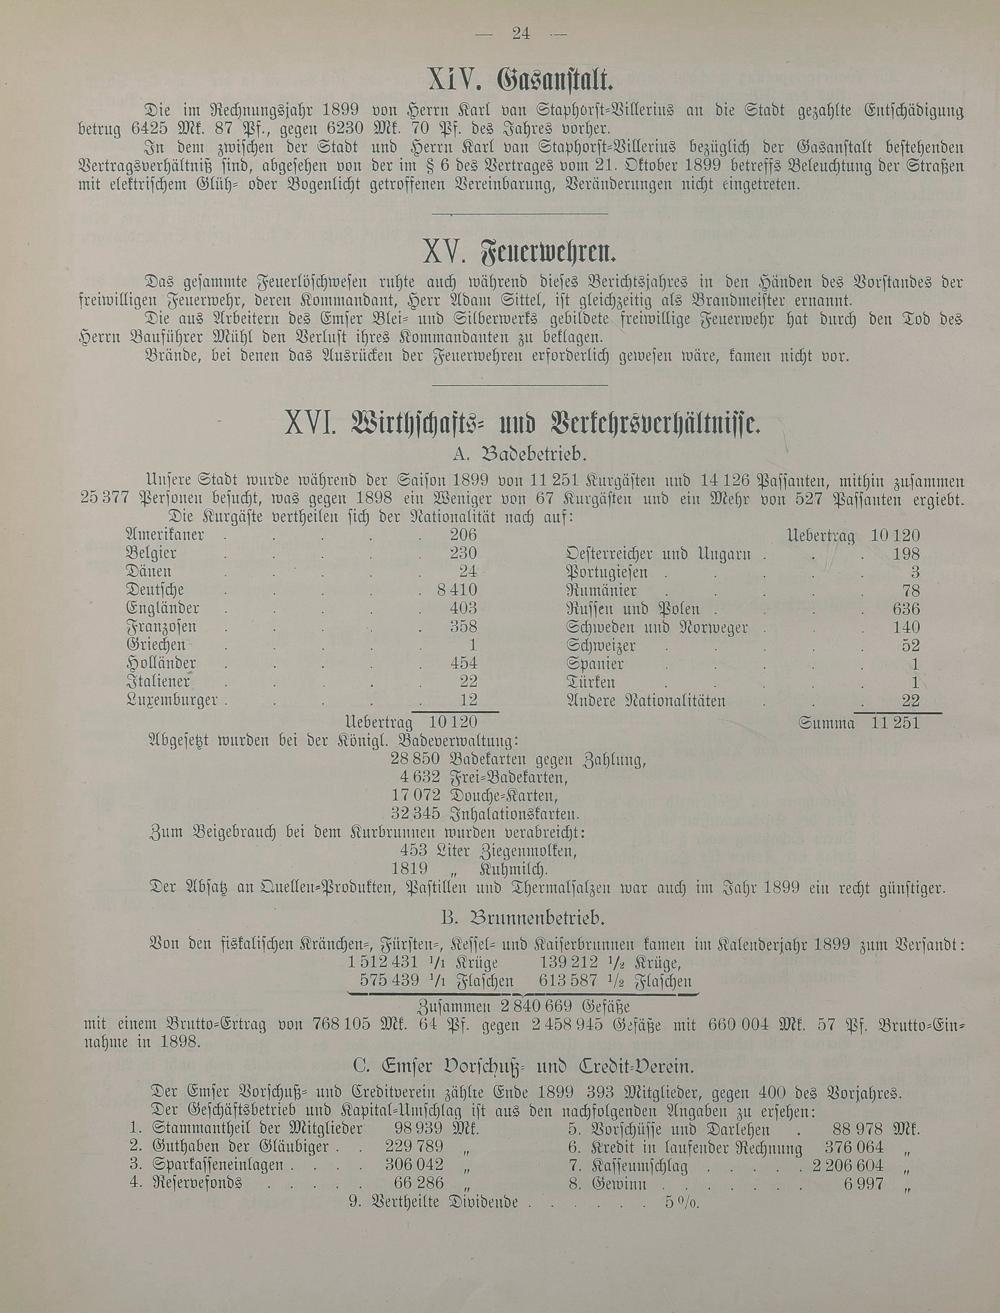 — 24 —
XIV. Gasanstalt.
Die im Rechnungsjahr 1899 von Herrn Karl van Staphorst=Villerius an die Stadt gezahlte Entschädigung
betrug 6425 Mk. 87 Pf., gegen 6230 Mk. 70 Pf. des Jahres vorher.
In dem zwischen der Stadt und Herrn Karl van Staphorst=Villerius bezüglich der Gasanstalt bestehenden
Vertragsverhältniß sind, abgesehen von der im § 6 des Vertrages vom 21. Oktober 1899 betreffs Beleuchtung der Straßen
mit elektrischem Glüh= oder Bogenlicht getroffenen Vereinbarung, Veränderungen nicht eingetreten.
XV. Feuerwehren.
Das gesammte Feuerlöschwesen ruhte auch während dieses Berichtsjahres in den Händen des Vorstandes der
freiwilligen Feuerwehr, deren Kommandant, Herr Adam Sittel, ist gleichzeitig als Brandmeister ernannt.
Die aus Arbeitern des Emser Blei= und Silberwerks gebildete freiwillige Feuerwehr hat durch den Tod des
Herrn Bauführer Mühl den Verlust ihres Kommandanten zu beklagen.
Brände, bei denen das Ausrücken der Feuerwehren erforderlich gewesen wäre, kamen nicht vor.
XVI. Wirthschafts= und Verkehrsverhältnisse.
A. Badebetrieb.
Unsere Stadt wurde während der Saison 1899 von 11 251 Kurgästen und 14 126 Passanten, mithin zusammen
25 377 Personen besucht, was gegen 1898 ein Weniger von 67 Kurgästen und ein Mehr von 527 Passanten ergiebt.
Die Kurgäste vertheilen sich der Nationalität nach auf:
Amerikaner . . . . . 206
Belgier . . . . . 230
Dänen . . . . . 24
Deutsche . . . . . 8 410
Engländer . . . . . 403
Franzosen . . . . . 358
Griechen . . . . . 1
Holländer . . . . . 454
Italiener . . . . 22
Luxemburger . . . . 12
Uebertrag 10 120
Uebertrag 10 120
Oesterreicher und Ungarn . . . 198
Portugiesen . . . . . 3
Rumänier . . . . . 78
Russen und Polen . . . . 636
Schweden und Norweger . . . 140
Schweizer . . . . . 52
Spanier . . . . . 1
Türken . . . . . 1
Andere Nationalitäten . . . 22
Summa 11 251
Abgesetzt wurden bei der Königl. Badeverwaltung:
28 850 Badekarten gegen Zahlung,
4 632 Frei=Badekarten,
17 072 Douche=Karten,
32 345 Inhalationskarten.
Zum Beigebrauch bei dem Kurbrunnen wurden verabreicht:
453 Liter Ziegenmolken,
1819 „ Kuhmilch.
Der Absatz an Quellen=Produkten, Pastillen und Thermalsalzen war auch im Jahr 1899 ein recht günstiger.
B. Brunnenbetrieb.
Von den fiskalischen Kränchen=, Fürsten=, Kessel= und Kaiserbrunnen kamen im Kalenderjahr 1899 zum Versandt:
1 512 431 1/1 Krüge 139 212 1/2 Krüge,
575 439 1/1 Flaschen 613 587 1/2 Flaschen
Zusammen 2 840 669 Gefäße
mit einem Brutto=Ertrag von 768 105 Mk. 64 Pf. gegen 2 458 945 Gefäße mit 660 004 Mk. 57 Pf. Brutto=Ein=
nahme in 1898.
C. Emser Vorschuß= und Credit=Verein.
Der Emser Vorschuß= und Creditverein zählte Ende 1899 393 Mitglieder, gegen 400 des Vorjahres.
Der Geschäftsbetrieb und Kapital=Umschlag ist aus den nachfolgenden Angaben zu ersehen:
1. Stammantheil der Mitglieder 98 939 Mk.
2. Guthaben der Gläubiger . . 229 789 „
3. Sparkasseneinlagen . . . . 306 042 „
4. Reservefonds . . . . . 66 286 „
5. Vorschüsse und Darlehen . 88 978 Mk.
6. Kredit in laufender Rechnung 376 064 „
7. Kassenumschlag . . . . . 2 206 604 „
8. Gewinn . . . . . . . 6 997 „
9. Vertheilte Dividende . . . . . . 5 %.